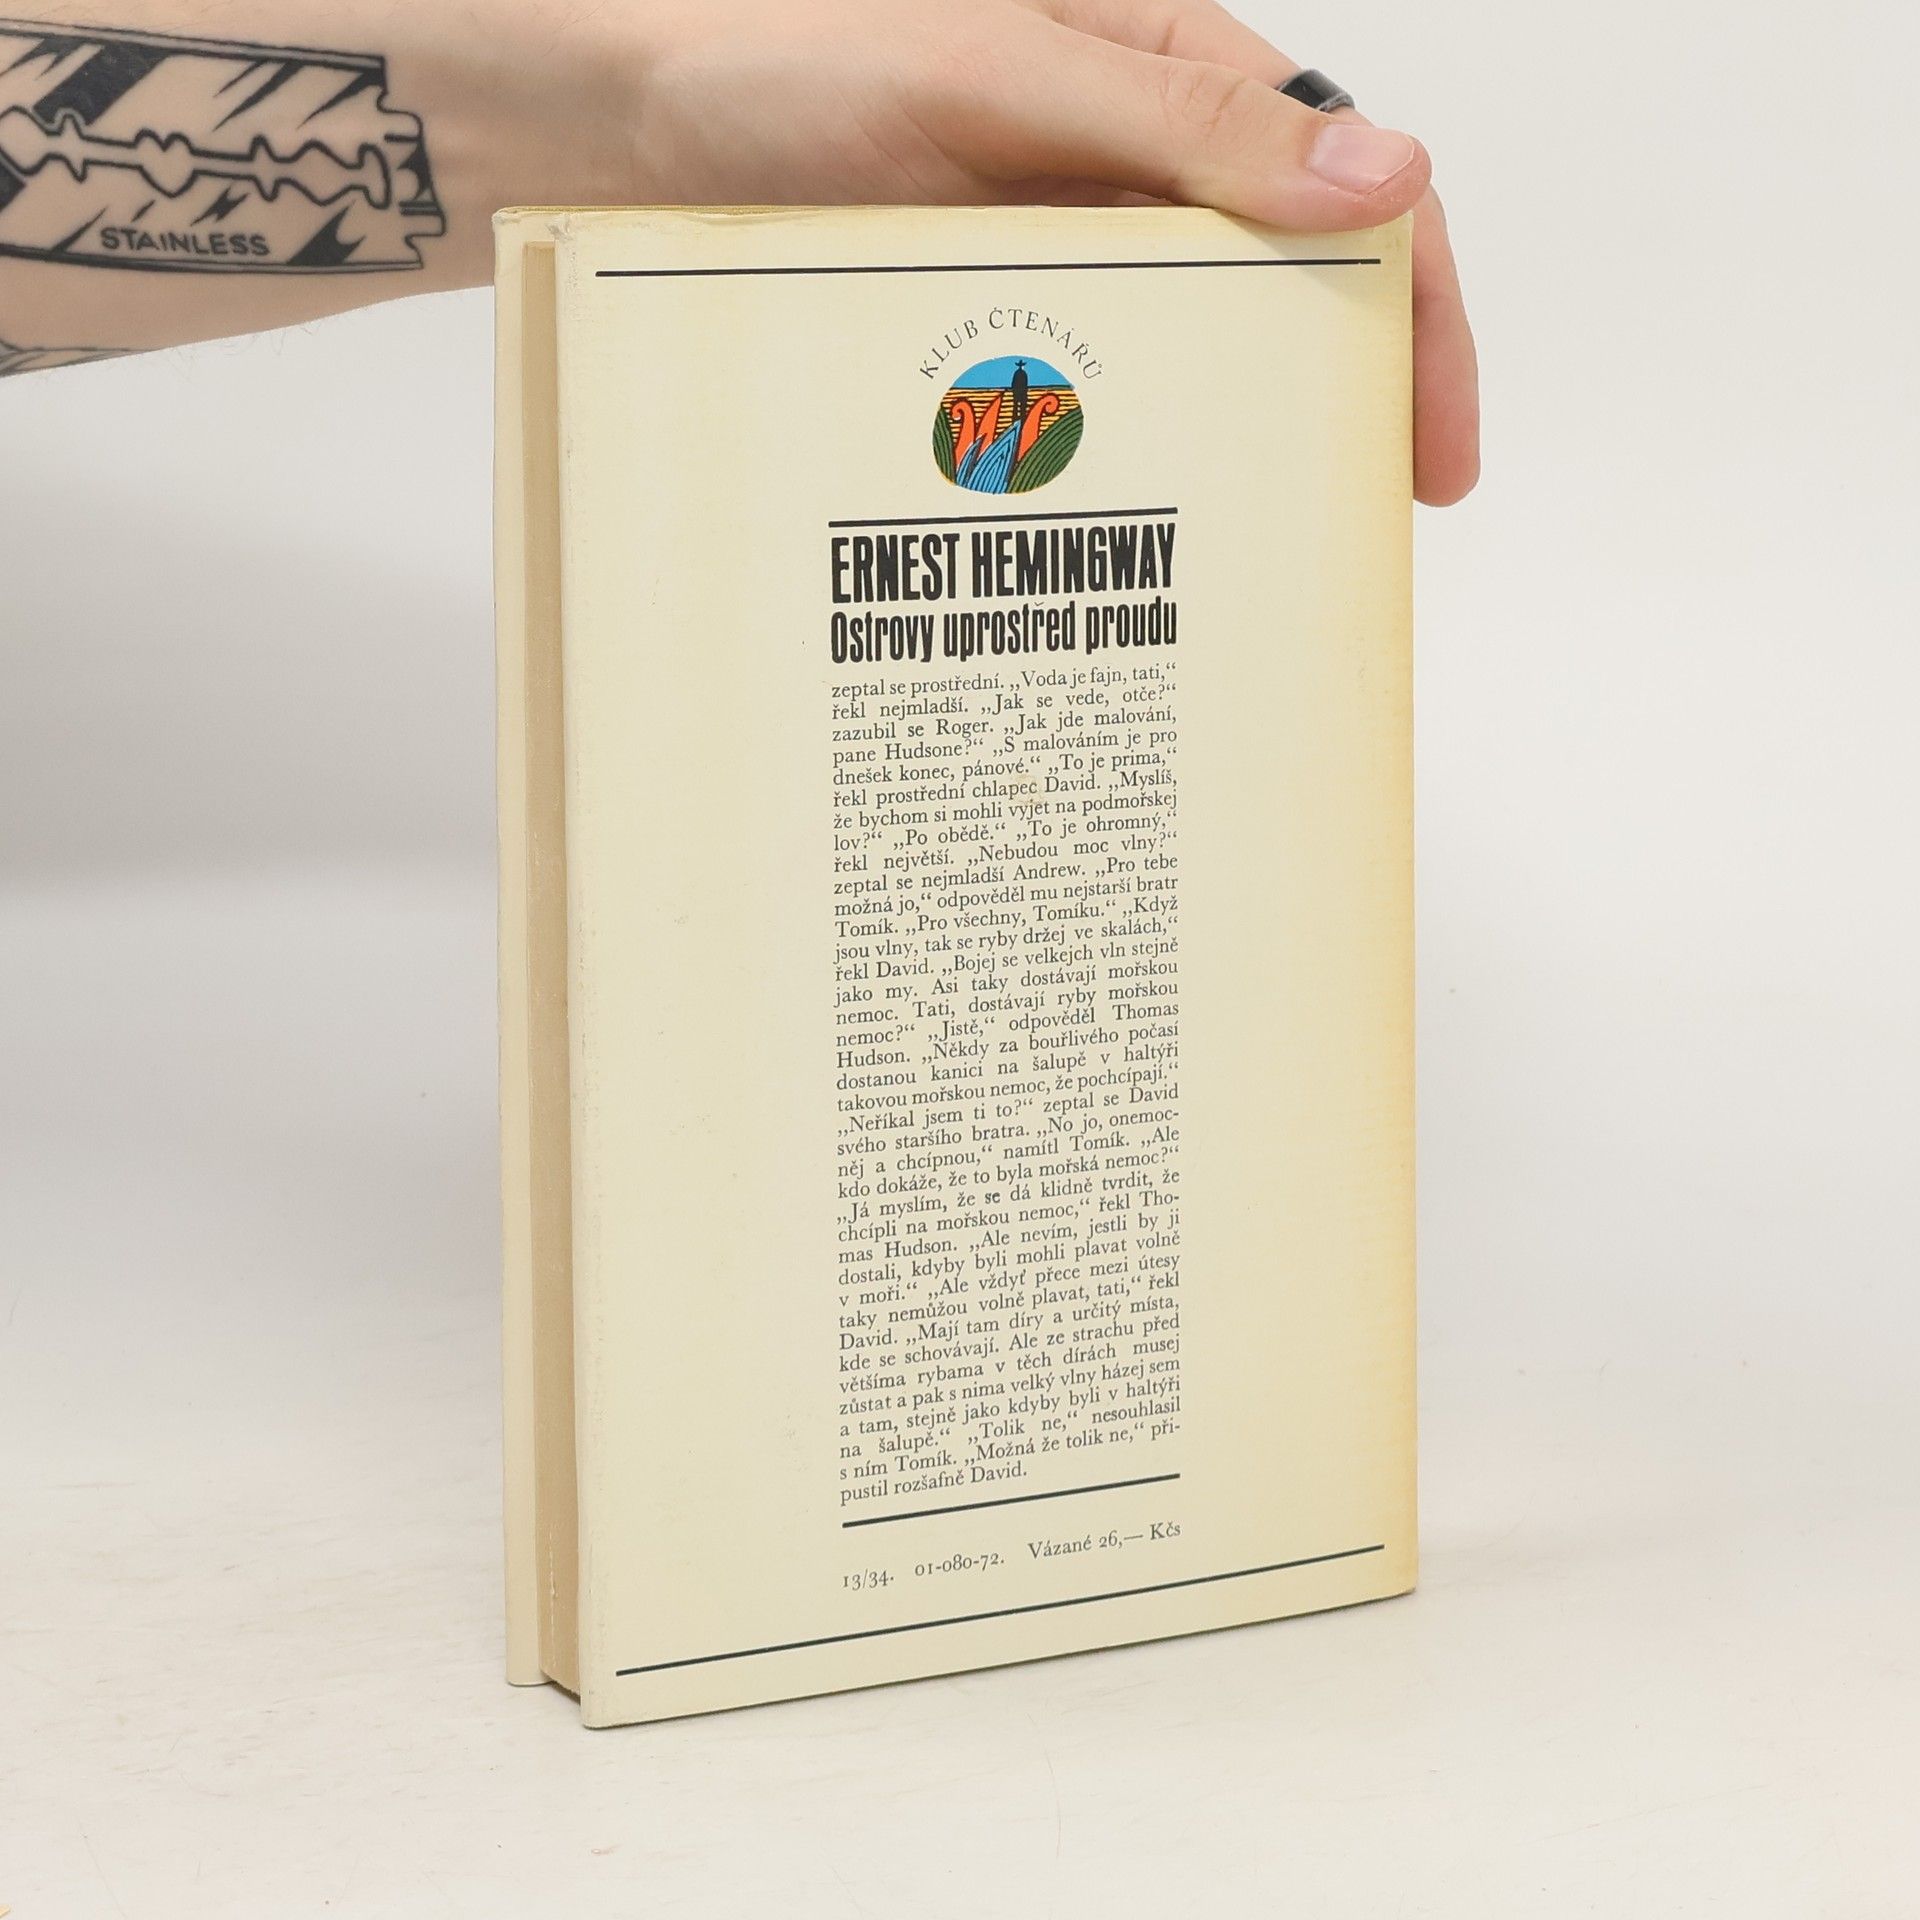 STAINLESS
KLUB ČTENÁŘŮ
ERNEST HEMINGWAY
Ostrovy uprostřed proudu
zeptal se prostřední. „Voda je fajn, tati,“
řekl nejmladší. „Jak se vede, otče?“
zazubil se Roger. „Jak jde malování,
pane Hudsone?“ „S malováním je pro
dnešek konec, pánové.“ „To je prima,“
řekl prostřední chlapec David. „Myslíš,
že bychom si mohli vyjet na podmořskej
lov?“ „Po obědě.“ „To je ohromný,“
řekl největší. „Nebudou moc vlny?“
zeptal se nejmladší Andrew. „Pro tebe
možná jo,“ odpověděl mu nejstarší bratr
Tomík. „Pro všechny, Tomíku.“ „Když
jsou vlny, tak se ryby držej ve skalách,“
řekl David. „Bojej se velkejch vln stejně
jako my. Asi taky dostávají mořskou
nemoc. Tati, dostávají ryby mořskou
nemoc?“ „Jistě,“ odpověděl Thomas
Hudson. „Někdy za bouřlivého počasí
dostanou kanici na šalupě v haltýři
takovou mořskou nemoc, že pochcípají.“
„Neříkal jsem ti to?“ zeptal se David
svého staršího bratra. „No jo, onemoc-
něj a chcípnou,“ namítl Tomík. „Ale
kdo dokáže, že to byla mořská nemoc?“
„Já myslím, že se dá klidně tvrdit, že
chcípli na mořskou nemoc,“ řekl Tho-
mas Hudson. „Ale nevím, jestli by ji
dostali, kdyby byli mohli plavat volně
v moři.“ „Ale vždyť přece mezi útesy
taky nemůžou volně plavat, tati,“ řekl
David. „Mají tam díry a určitý místa,
kde se schovávají. Ale ze strachu před
většíma rybama v těch dírách musej
zůstat a pak s nima velký vlny házej sem
a tam, stejně jako kdyby byli v haltýři
na šalupě.“ „Tolik ne,“ nesouhlasil
s ním Tomík. „Možná že tolik ne,“ při-
pustil rozšafně David.
13/34. 01-080-72. Vázané 26,— Kčs